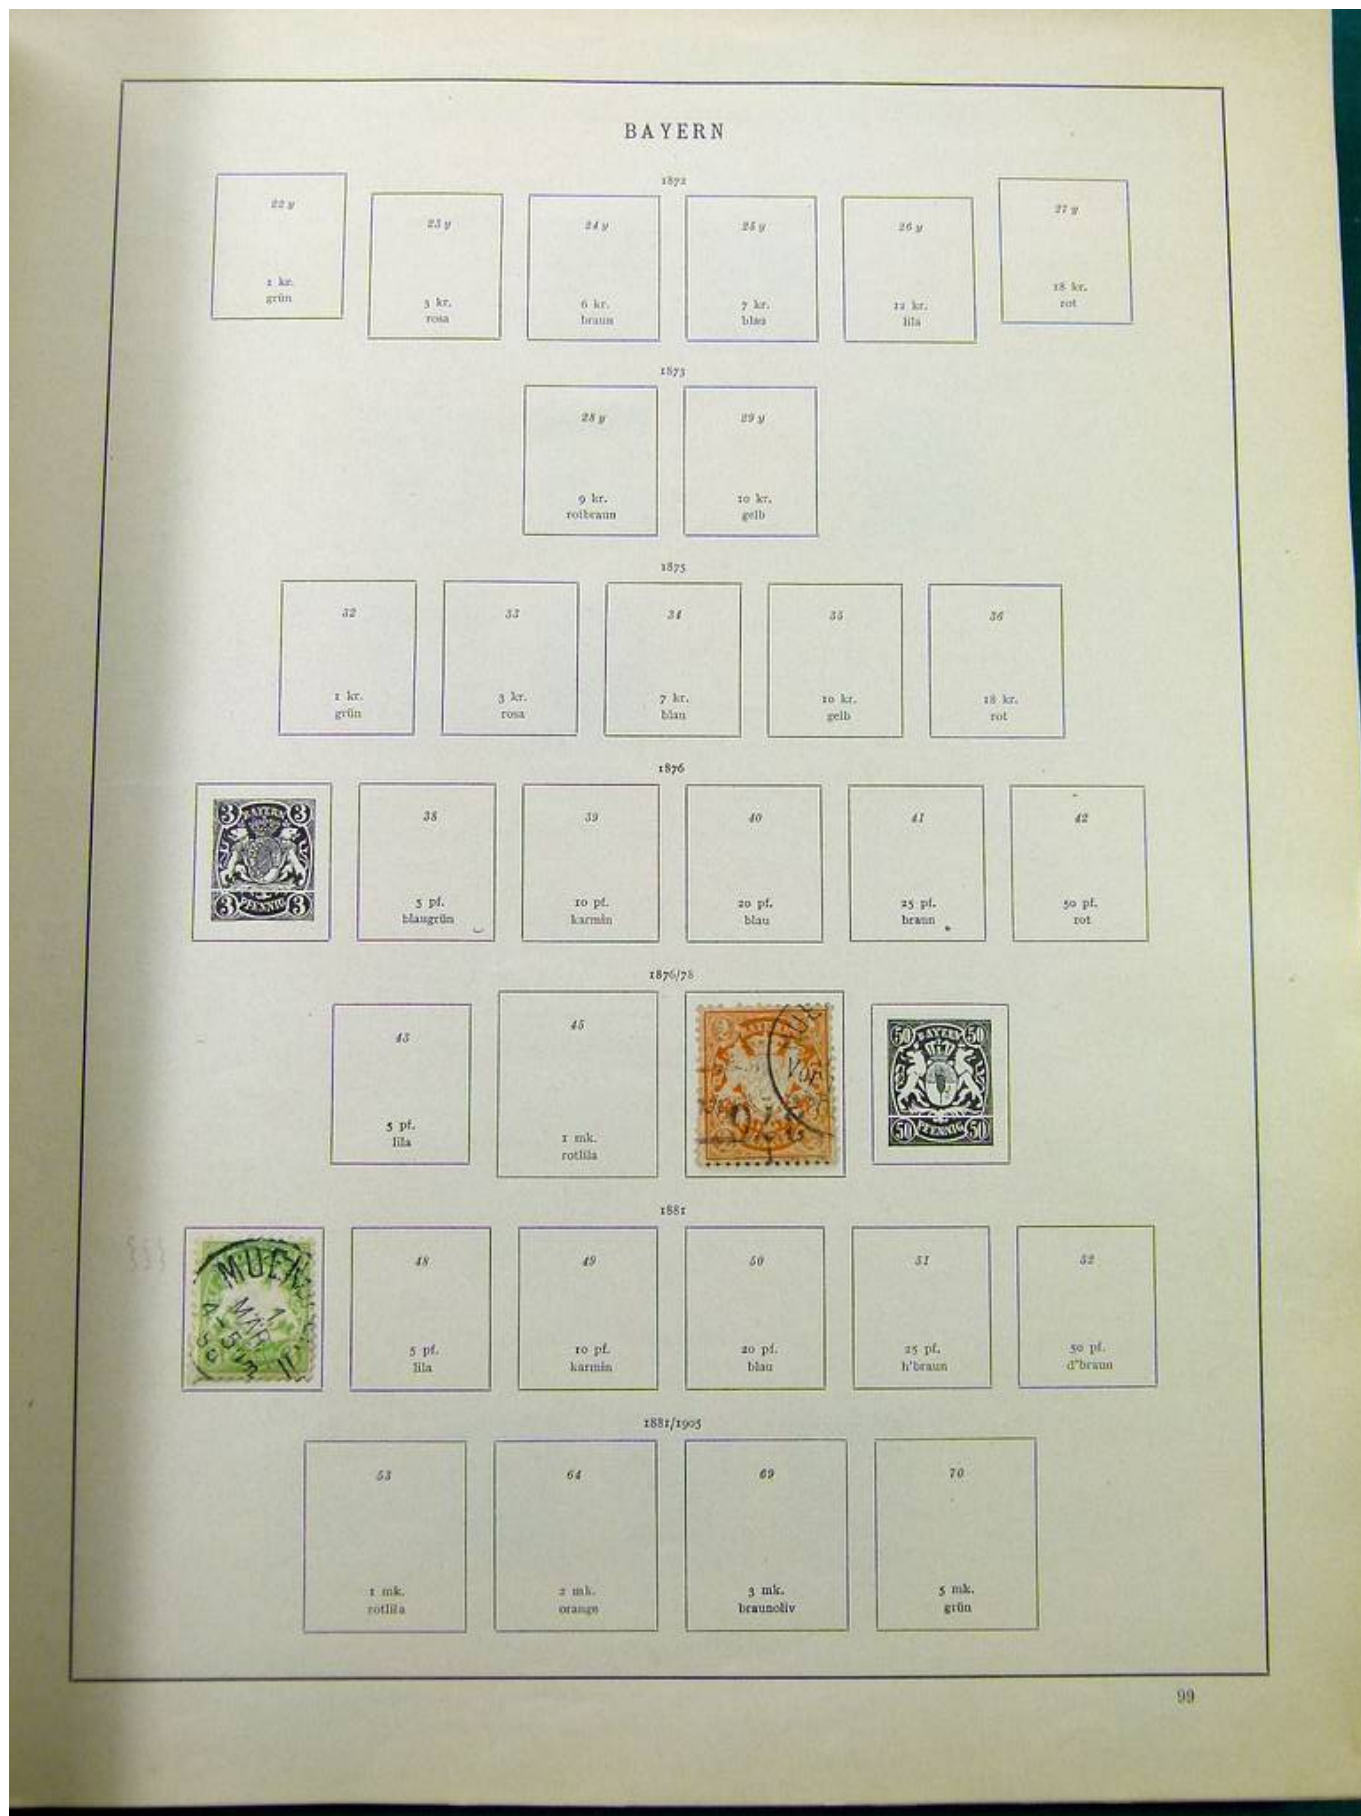 BAYERN
1872
22 y
1 kr.
grün
23 y
3 kr.
rosa
24 y
6 kr.
braun
25 y
7 kr.
blau
26 y
12 kr.
lila
27 y
18 kr.
rot
1873
28 y
9 kr.
rotbraun
29 y
10 kr.
gelb
1875
32
1 kr.
grün
33
3 kr.
rosa
34
7 kr.
blau
35
10 kr.
gelb
36
18 kr.
rot
1876
3 BAYERN 3
3 PFENNIG 3
38
5 pf.
blaugrün
39
10 pf.
karmin
40
20 pf.
blau
41
25 pf.
braun
42
50 pf.
rot
1876/78
43
5 pf.
lila
45
1 mk.
rotlila
Vor
50 BAYERN 50
50 PFENNIG 50
1881
MUEN
1
MÄR
48
5 pf.
lila
49
10 pf.
karmin
50
20 pf.
blau
51
25 pf.
h'braun
52
50 pf.
d'braun
1881/1905
53
1 mk.
rotlila
64
2 mk.
orange
69
3 mk.
braunoliv
70
5 mk.
grün
99